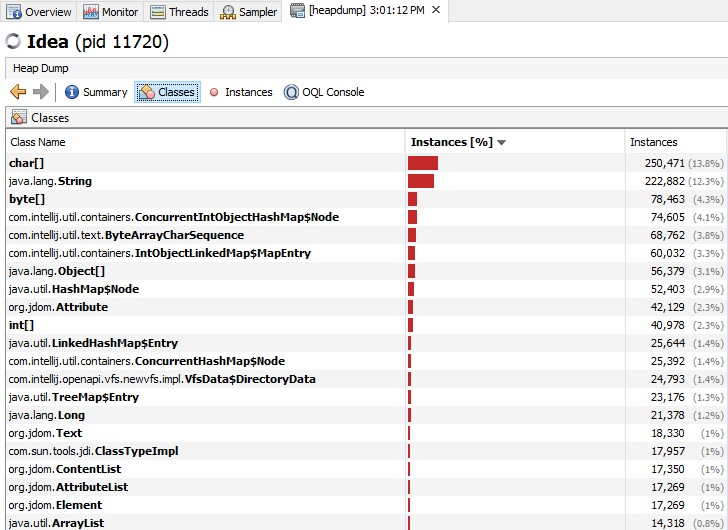 Overview Monitor Threads Sampler [heapdump] 3:01:12 PM
Idea (pid 11720)
Heap Dump
Summary Classes Instances OQL Console
Classes
Class Name Instances [%] Instances
char[] 250,471 (13.8%)
java.lang.String 222,882 (12.3%)
byte[] 78,463 (4.3%)
com.intellij.util.containers.ConcurrentIntObjectHashMap$Node 74,605 (4.1%)
com.intellij.util.text.ByteArrayCharSequence 68,762 (3.8%)
com.intellij.util.containers.IntObjectLinkedMap$MapEntry 60,032 (3.3%)
java.lang.Object[] 56,379 (3.1%)
java.util.HashMap$Node 52,403 (2.9%)
org.jdom.Attribute 42,129 (2.3%)
int[] 40,978 (2.3%)
java.util.LinkedHashMap$Entry 25,644 (1.4%)
com.intellij.util.containers.ConcurrentHashMap$Node 25,392 (1.4%)
com.intellij.openapi.vfs.newvfs.impl.VfsData$DirectoryData 24,793 (1.4%)
java.util.TreeMap$Entry 23,176 (1.3%)
java.lang.Long 21,378 (1.2%)
org.jdom.Text 18,330 (1%)
com.sun.tools.jdi.ClassTypeImpl 17,957 (1%)
org.jdom.ContentList 17,350 (1%)
org.jdom.AttributeList 17,269 (1%)
org.jdom.Element 17,269 (1%)
java.util.ArrayList 14,318 (0.8%)